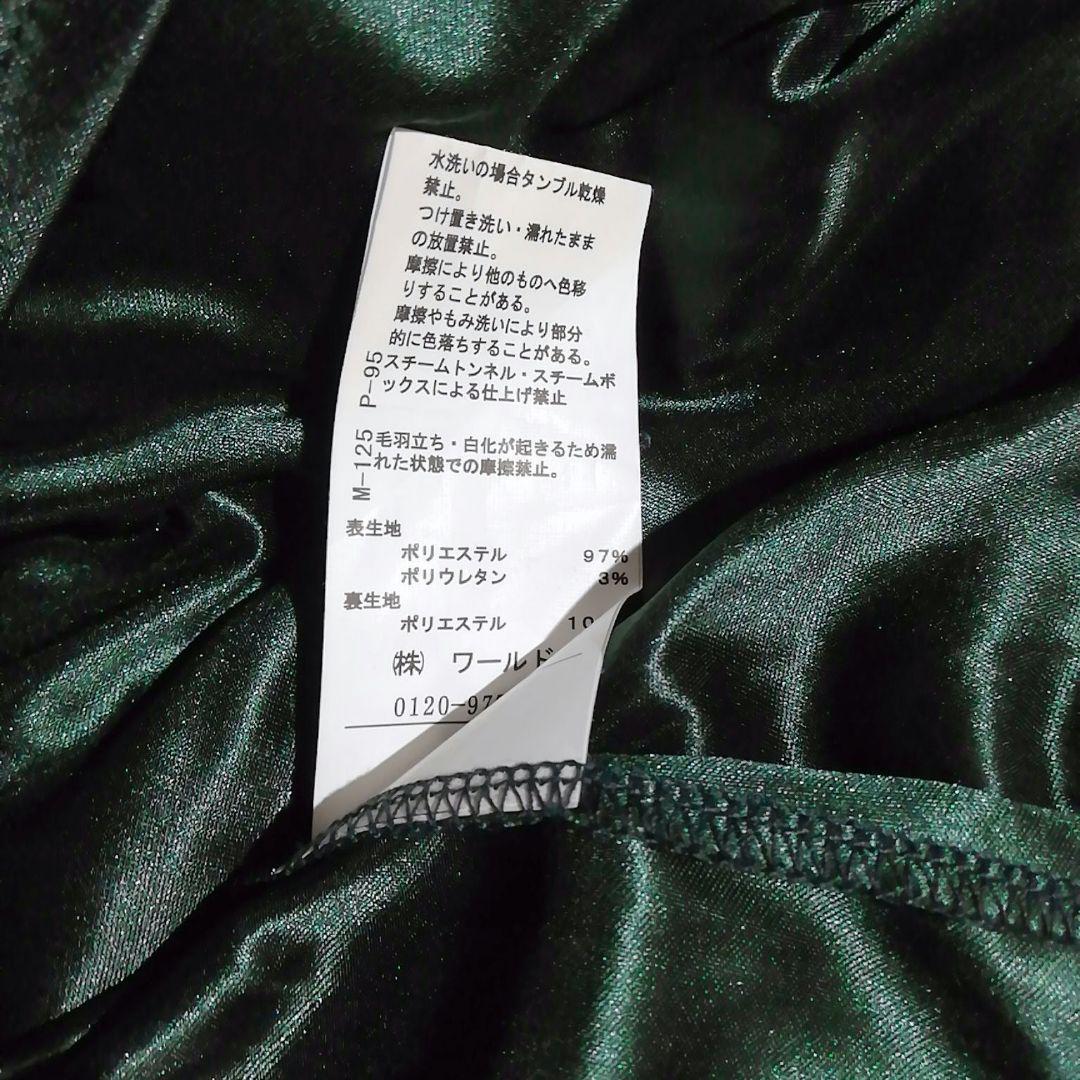 水洗いの場合タンブル乾燥
禁止。
つけ置き洗い・濡れたまま
の放置禁止。
摩擦により他のものへ色移
りすることがある。
摩擦やもみ洗いにより部分
的に色落ちすることがある。
スチームトンネル・スチームボ
ックスによる仕上げ禁止
毛羽立ち・白化が起きるため濡
れた状態での摩擦禁止。
M-125 P-95
表生地
ポリエステル 97%
ポリウレタン 3%
裏生地
ポリエステル
㈱ ワールド